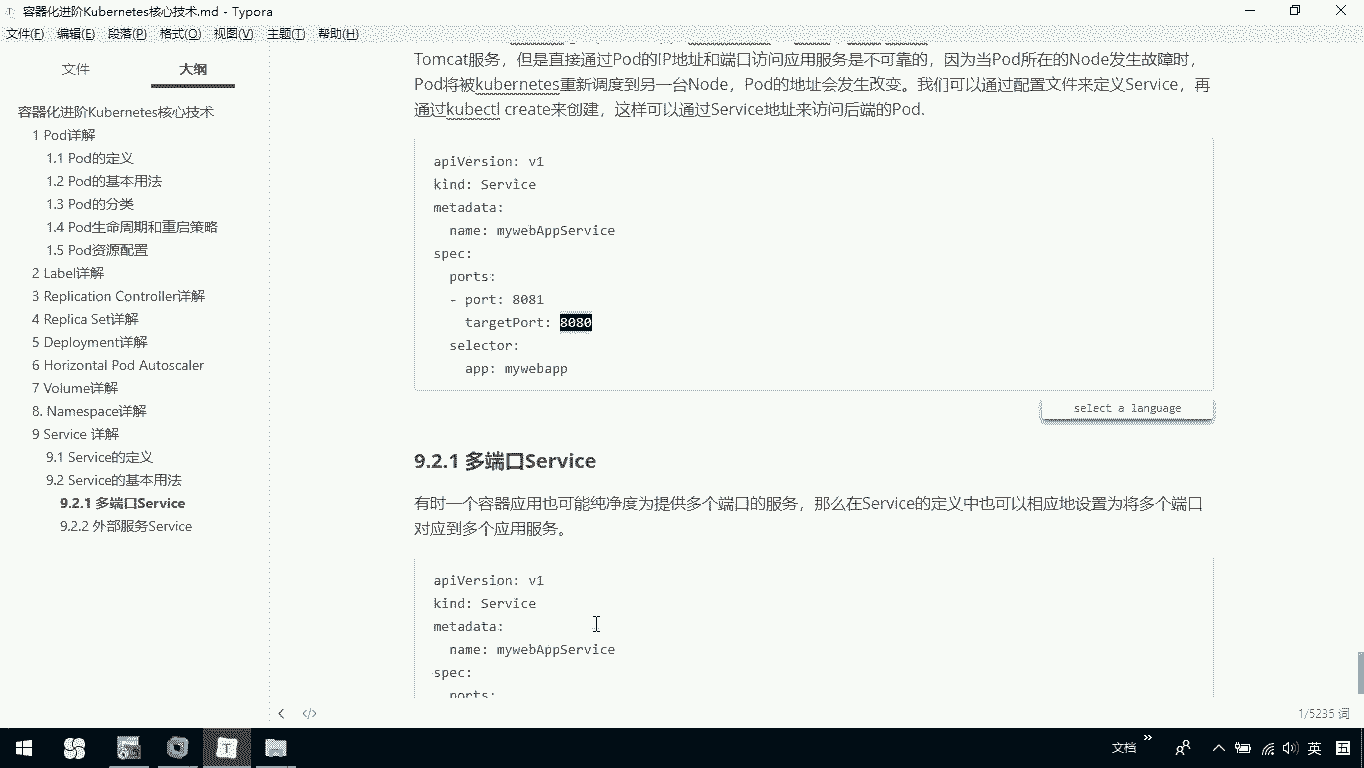 容器化进阶Kubernetes核心技术.md - Typora
文件(F) 编辑(E) 段落(P) 格式(O) 视图(V) 主题(T) 帮助(H)
文件 大纲
容器化进阶Kubernetes核心技术
1 Pod详解
1.1 Pod的定义
1.2 Pod的基本用法
1.3 Pod的分类
1.4 Pod生命周期和重启策略
1.5 Pod资源配置
2 Label详解
3 Replication Controller详解
4 Replica Set详解
5 Deployment详解
6 Horizontal Pod Autoscaler
7 Volume详解
8. Namespace详解
9 Service 详解
9.1 Service的定义
9.2 Service的基本用法
9.2.1 多端口Service
9.2.2 外部服务Service
Tomcat服务，但是直接通过Pod的IP地址和端口访问应用服务是不可靠的，因为当Pod所在的Node发生故障时，
Pod将被kubernetes重新调度到另一台Node，Pod的地址会发生改变。我们可以通过配置文件来定义Service，再
通过kubectl create来创建，这样可以通过Service地址来访问后端的Pod.
apiVersion: v1
kind: Service
metadata:
name: mywebAppService
spec:
ports:
- port: 8081
targetPort: 8080
selector:
app: mywebapp
select a language
9.2.1 多端口Service
有时一个容器应用也可能纯净度为提供多个端口的服务，那么在Service的定义中也可以相应地设置为将多个端口
对应到多个应用服务。
apiVersion: v1
kind: Service
metadata:
name: mywebAppService
spec:
ports:
1/5235 词
文档 英 五